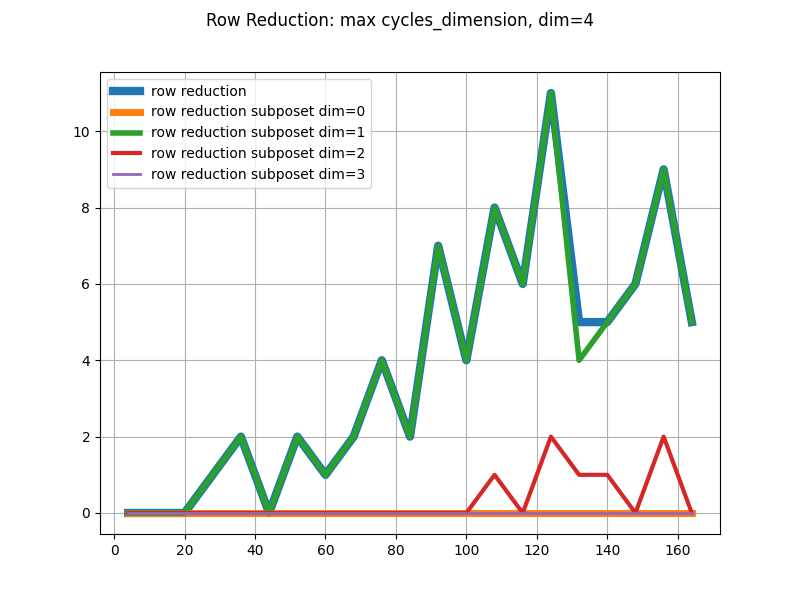 Row Reduction: max cycles_dimension, dim=4
row reduction
row reduction subposet dim=0
row reduction subposet dim=1
row reduction subposet dim=2
row reduction subposet dim=3
10
8
6
4
2
0
0 20 40 60 80 100 120 140 160